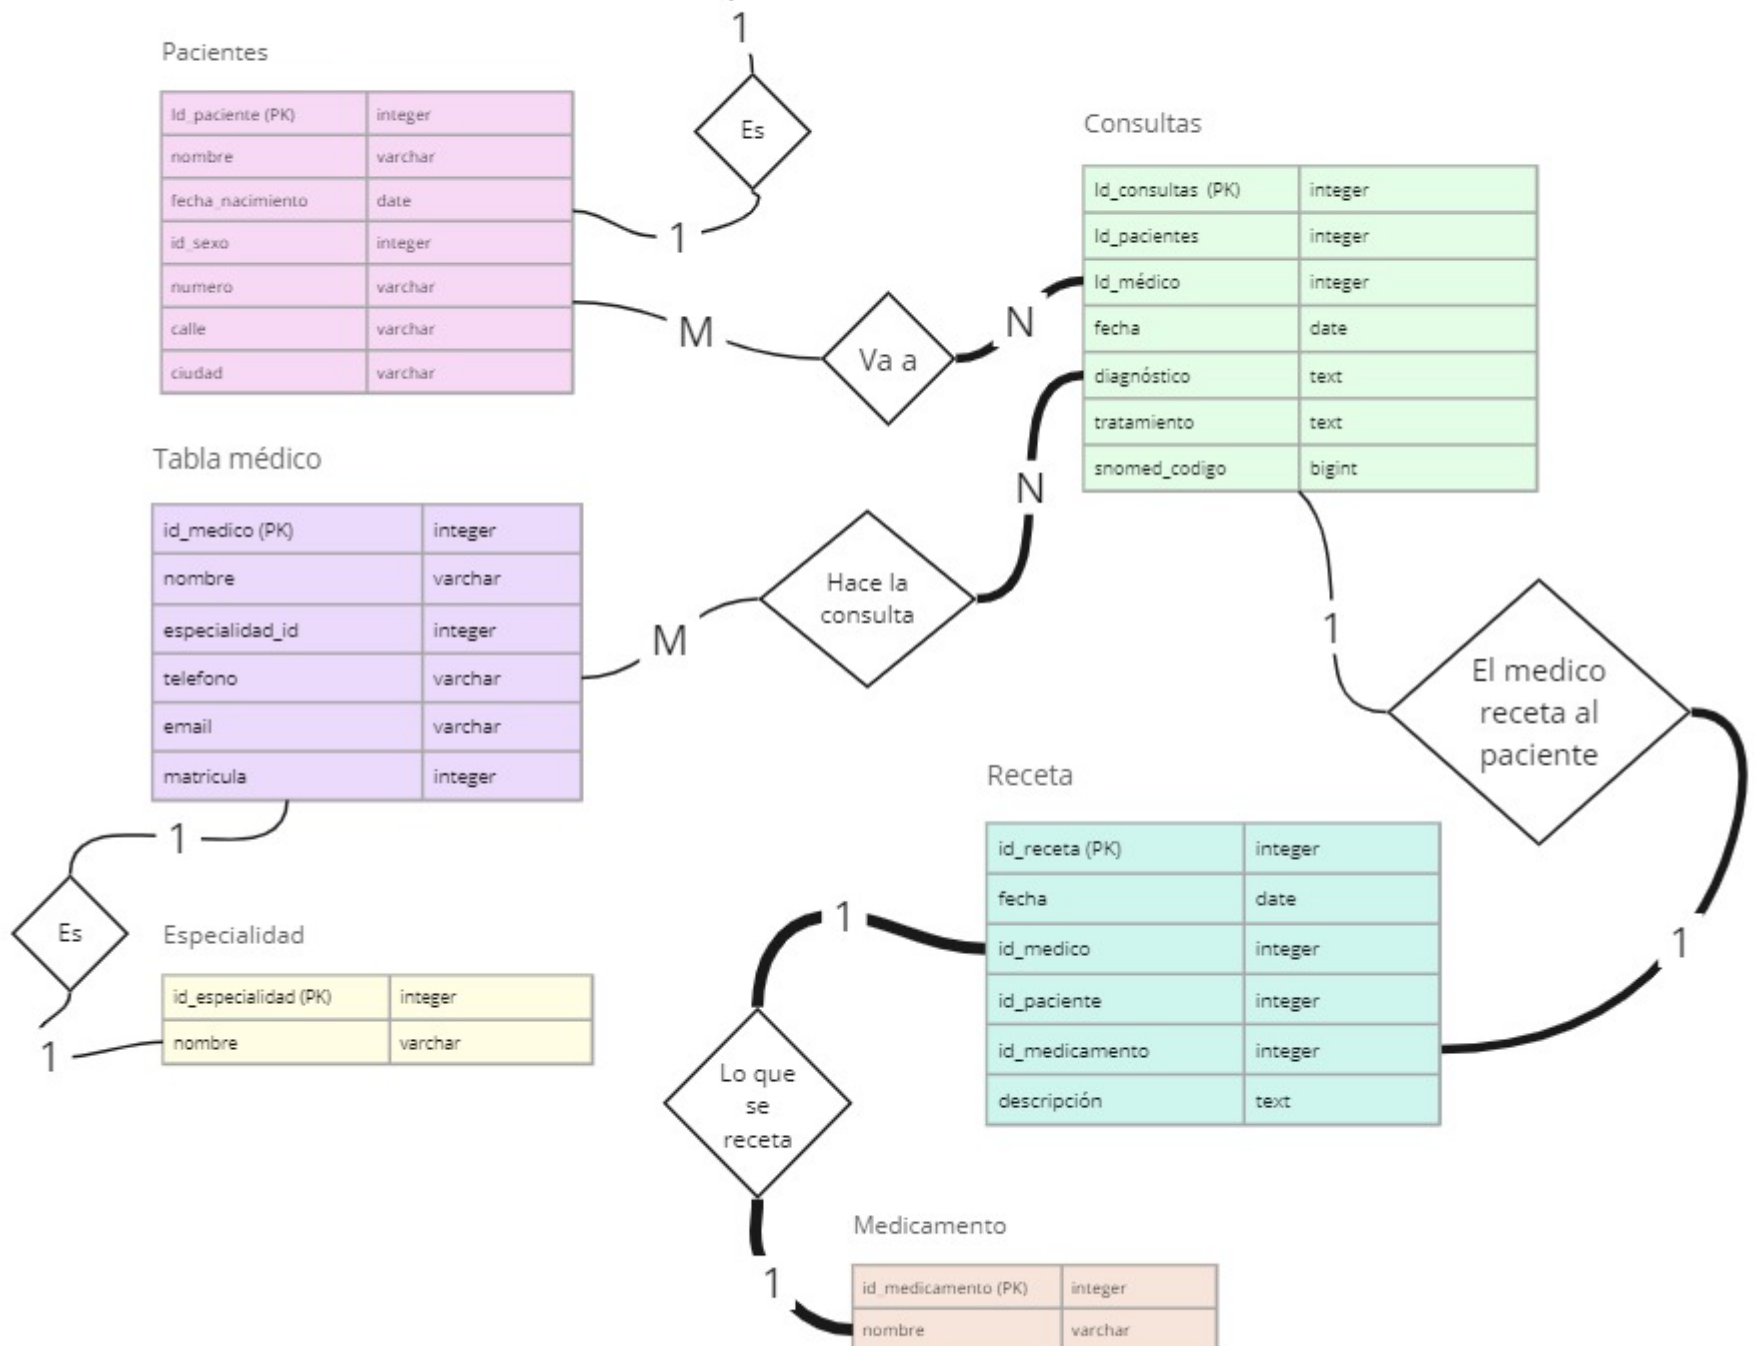 1
Es
1
Pacientes
Id_paciente (PK) integer
nombre varchar
fecha_nacimiento date
id_sexo integer
numero varchar
calle varchar
ciudad varchar
M
Va a
N
Consultas
Id_consultas (PK) integer
Id_pacientes integer
Id_médico integer
fecha date
diagnóstico text
tratamiento text
snomed_codigo bigint
Tabla médico
id_medico (PK) integer
nombre varchar
especialidad_id integer
telefono varchar
email varchar
matricula integer
M
Hace la
consulta
N
1
El medico
receta al
paciente
1
1
Es
1
Especialidad
id_especialidad (PK) integer
nombre varchar
Receta
id_receta (PK) integer
fecha date
id_medico integer
id_paciente integer
id_medicamento integer
descripción text
1
Lo que
se
receta
1
Medicamento
id_medicamento (PK) integer
nombre varchar